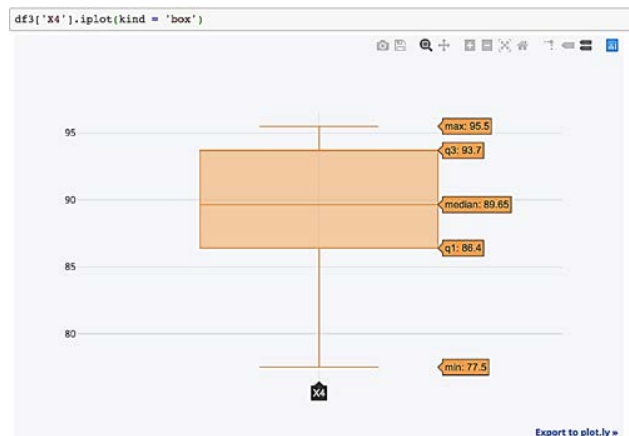 df3['X4'].iplot(kind = 'box')
95
max: 95.5
q3: 93.7
90
median: 89.65
q1: 86.4
85
80
min: 77.5
X4
Export to plot.ly »